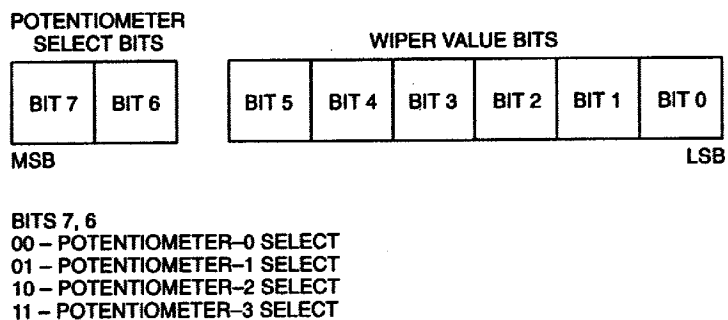 POTENTIOMETER
SELECT BITS
WIPER VALUE BITS
BIT 7 BIT 6 BIT 5 BIT 4 BIT 3 BIT 2 BIT 1 BIT 0
MSB LSB
BITS 7, 6
00 – POTENTIOMETER–0 SELECT
01 – POTENTIOMETER–1 SELECT
10 – POTENTIOMETER–2 SELECT
11 – POTENTIOMETER–3 SELECT